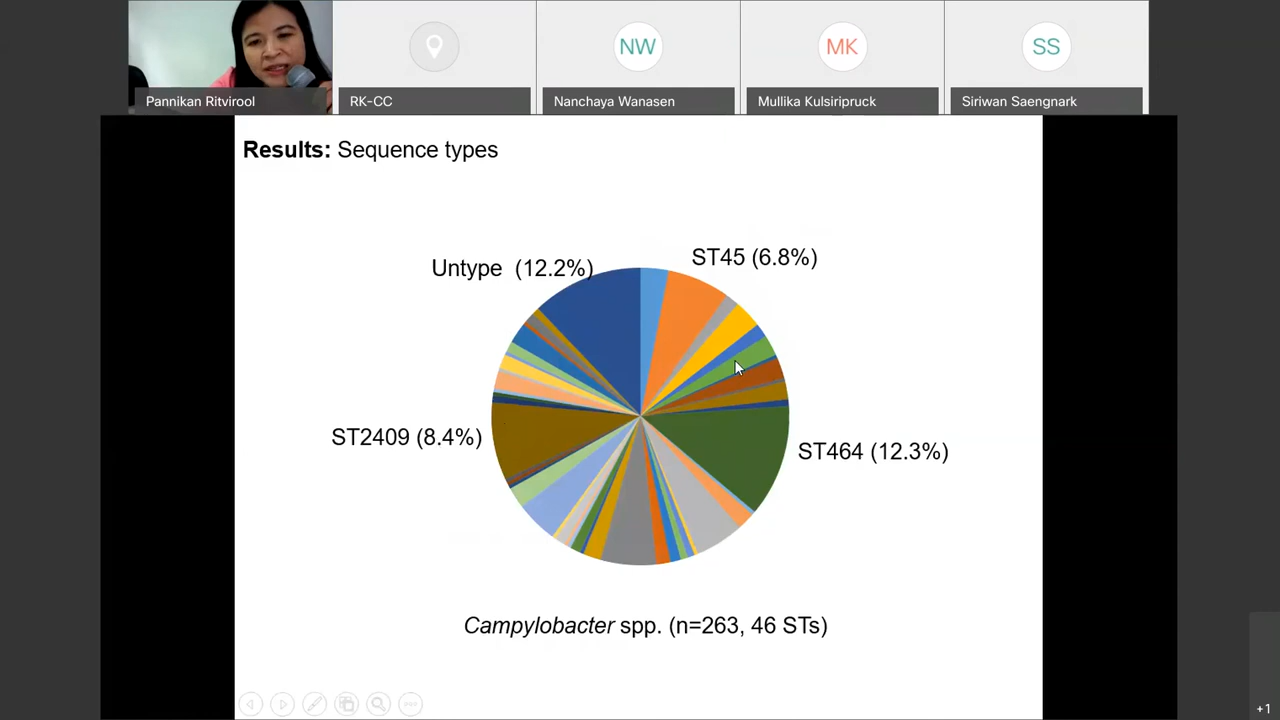 NW
MK
SS
Pannikan Ritvirool
RK-CC
Nanchaya Wanasen
Mullika Kulsiripruck
Siriwan Saengnark
Results: Sequence types
Untype (12.2%)
ST45 (6.8%)
ST2409 (8.4%)
ST464 (12.3%)
Campylobacter spp. (n=263, 46 STs)
+1